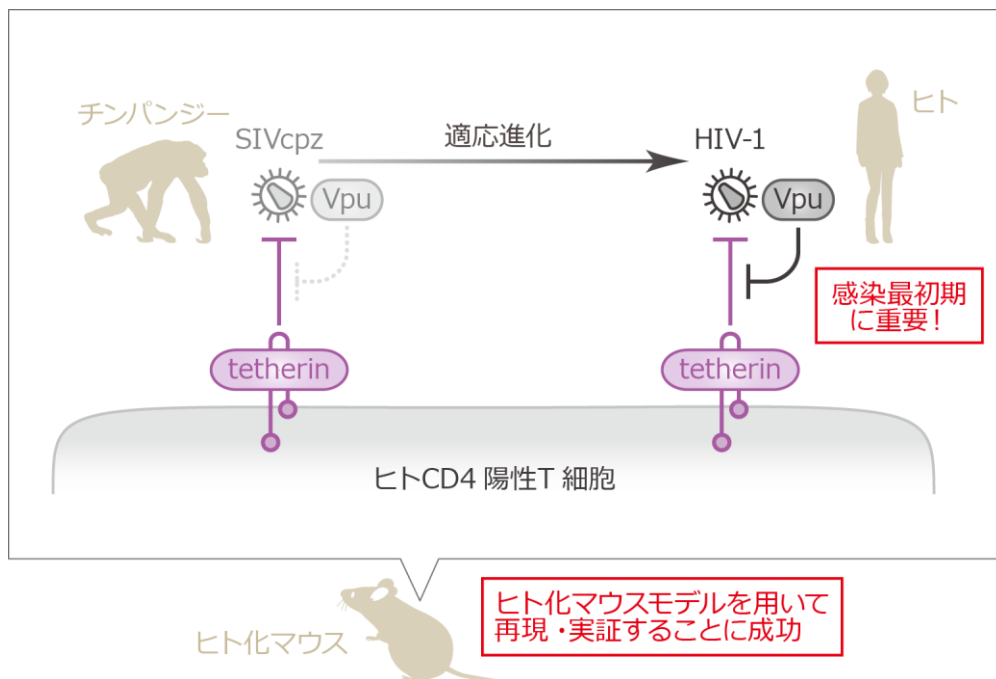 チンパンジー
ヒト
SIVcpz
適応進化
HIV-1
Vpu
Vpu
感染最初期
に重要！
tetherin
tetherin
ヒトCD4 陽性T 細胞
ヒト化マウスモデルを用いて
再現・実証することに成功
ヒト化マウス